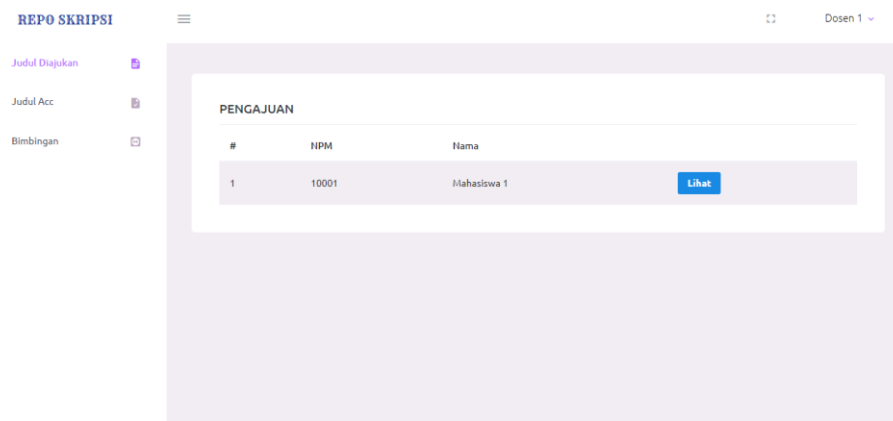 REPO SKRIPSI
Dosen 1
Judul Diajukan
Judul Acc
Bimbingan
PENGAJUAN
# NPM Nama
1 10001 Mahasiswa 1 Lihat